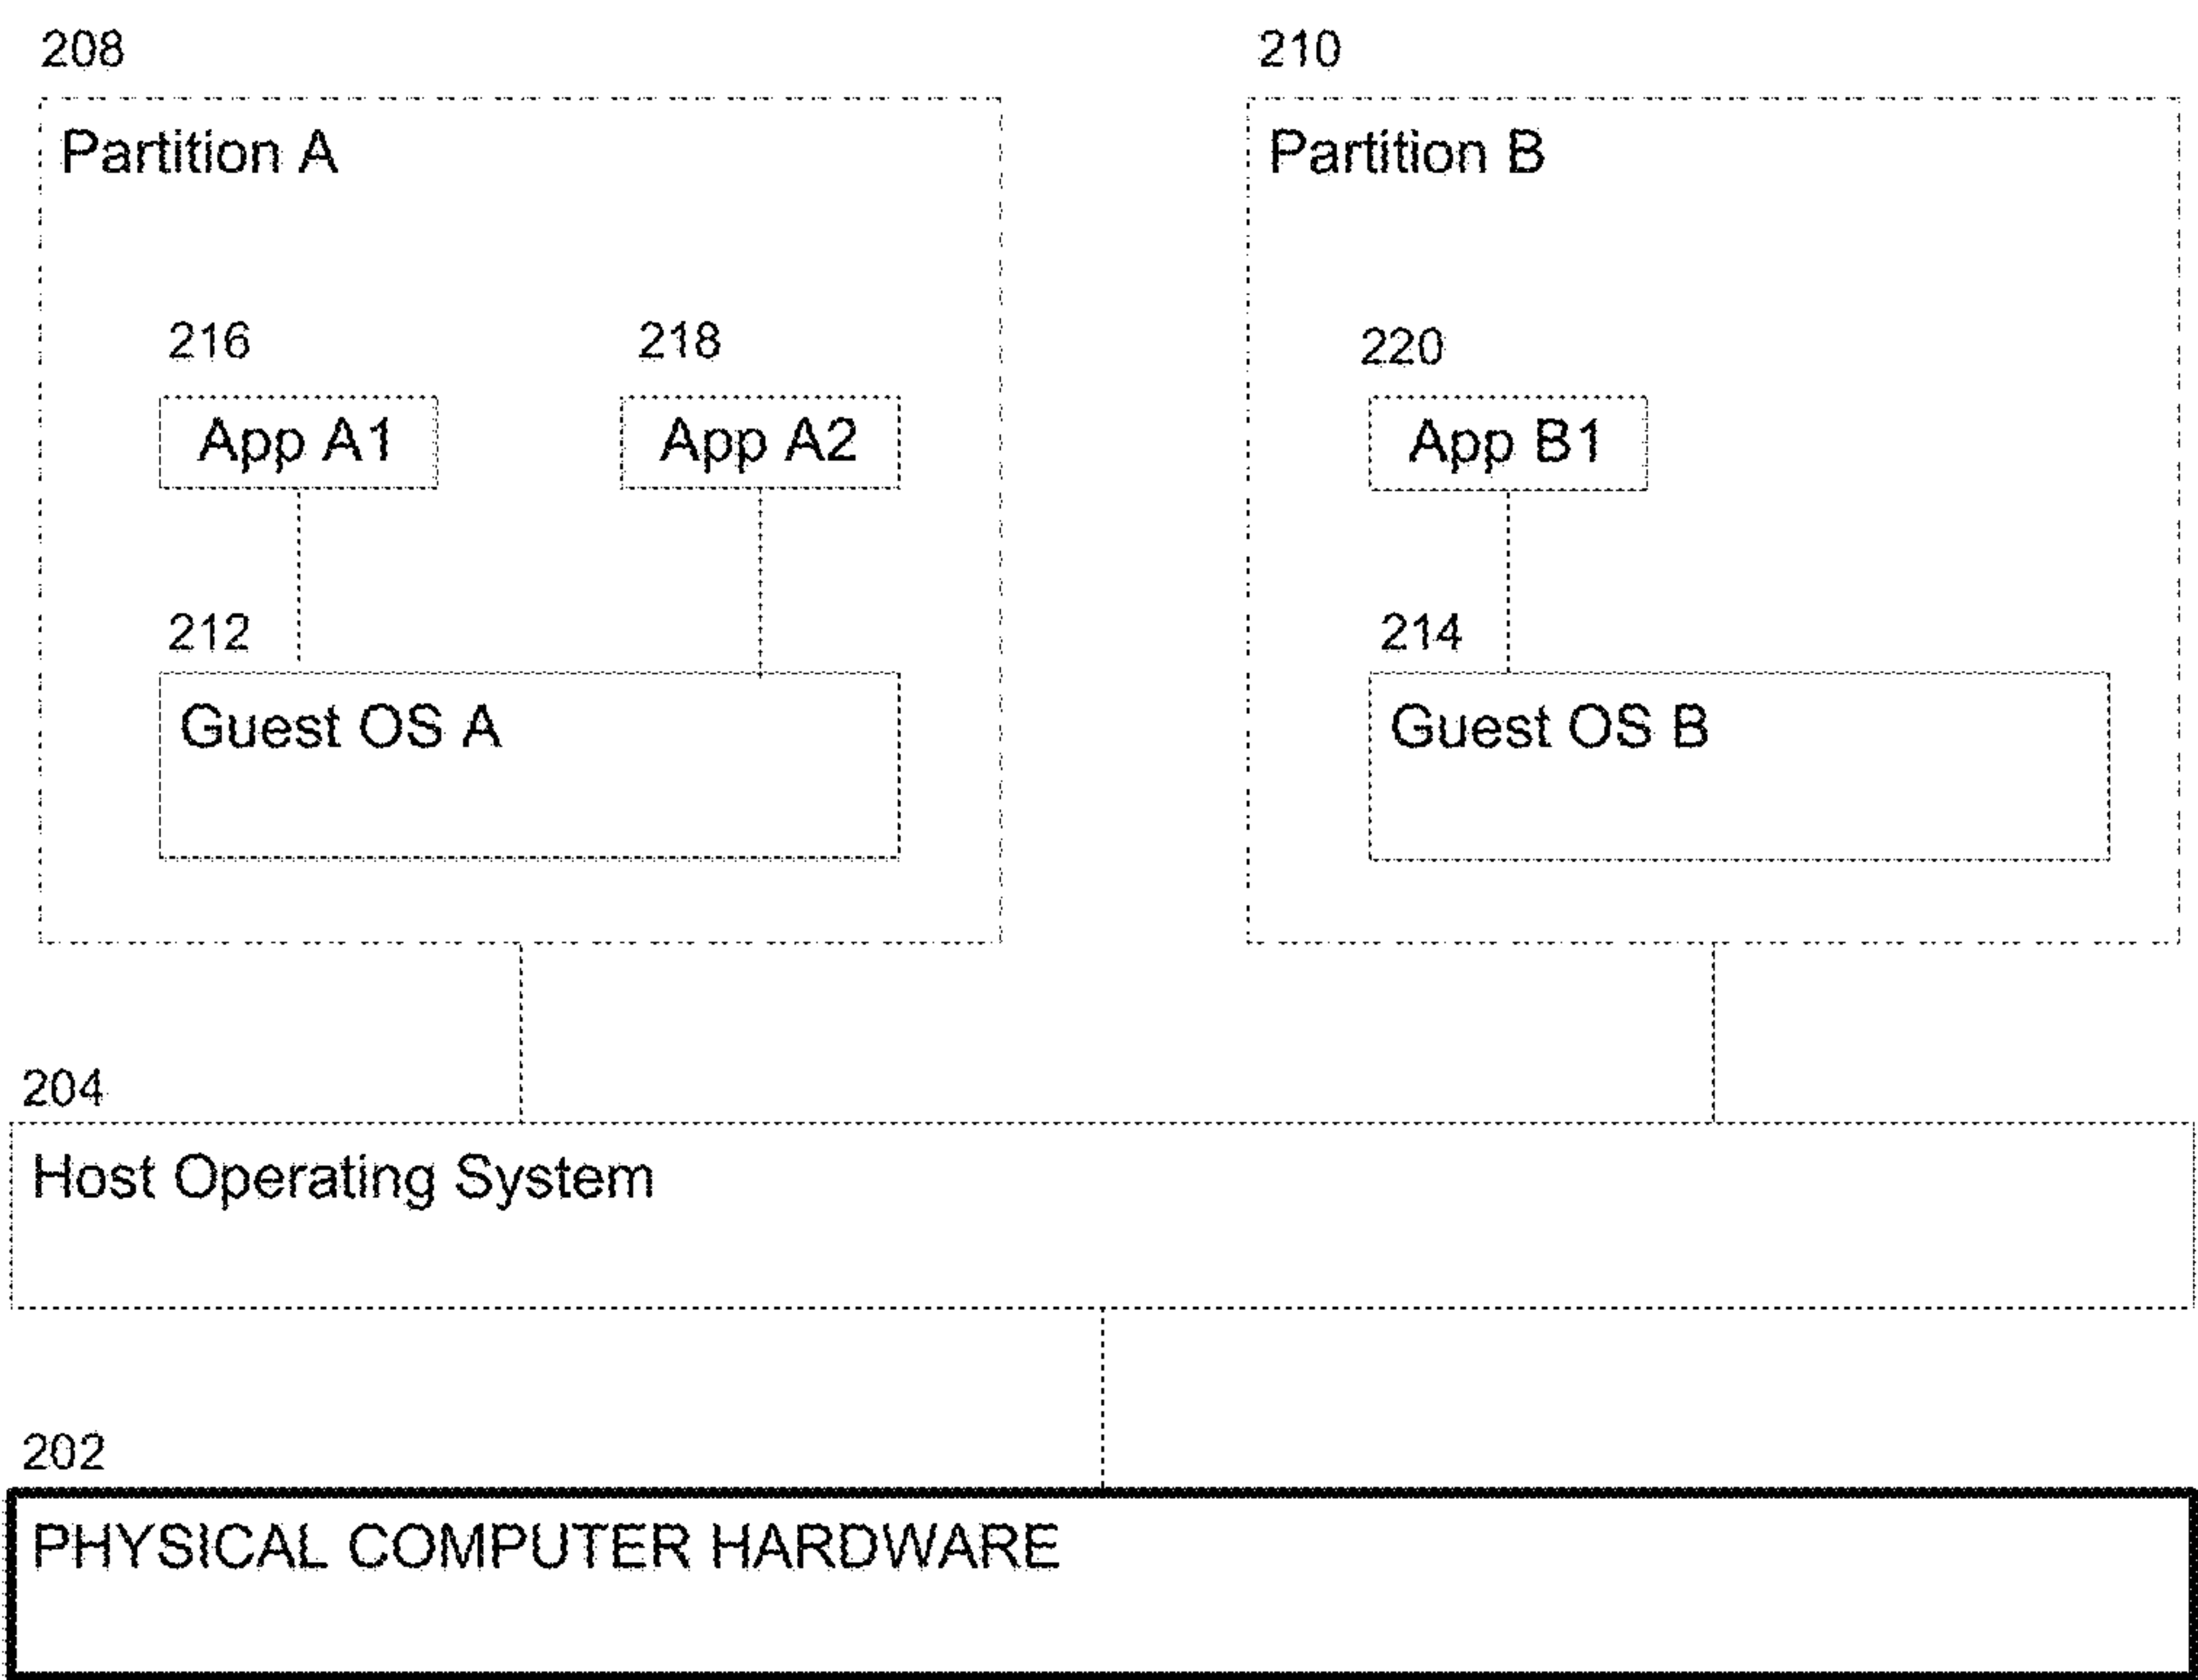 208
210
Partition A
Partition B
216
218
220
App A1
App A2
App B1
212
214
Guest OS A
Guest OS B
204
Host Operating System
202
PHYSICAL COMPUTER HARDWARE